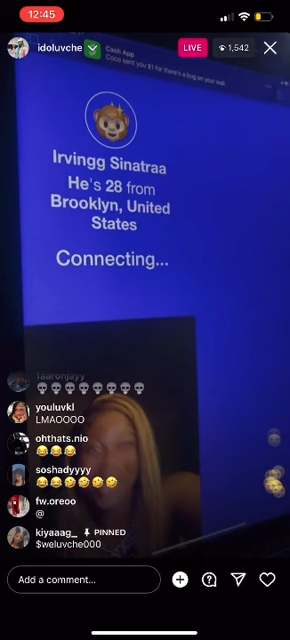 12:45
idoluvche
LIVE
1,542
Cash App
Coco sent you $1 for there's a bug on your wall
Irvingg Sinatraa
He's 28 from
Brooklyn, United
States
Connecting...
1aaronjayy
💀💀💀💀💀💀💀💀
youluvkl
LMAOOOO
ohthats.nio
😂😂😂
soshadyyyy
😂😂🤣🤣🤣🤣
fw.oreoo
@
kiyaaag_ PINNED
$weluvche000
Add a comment...